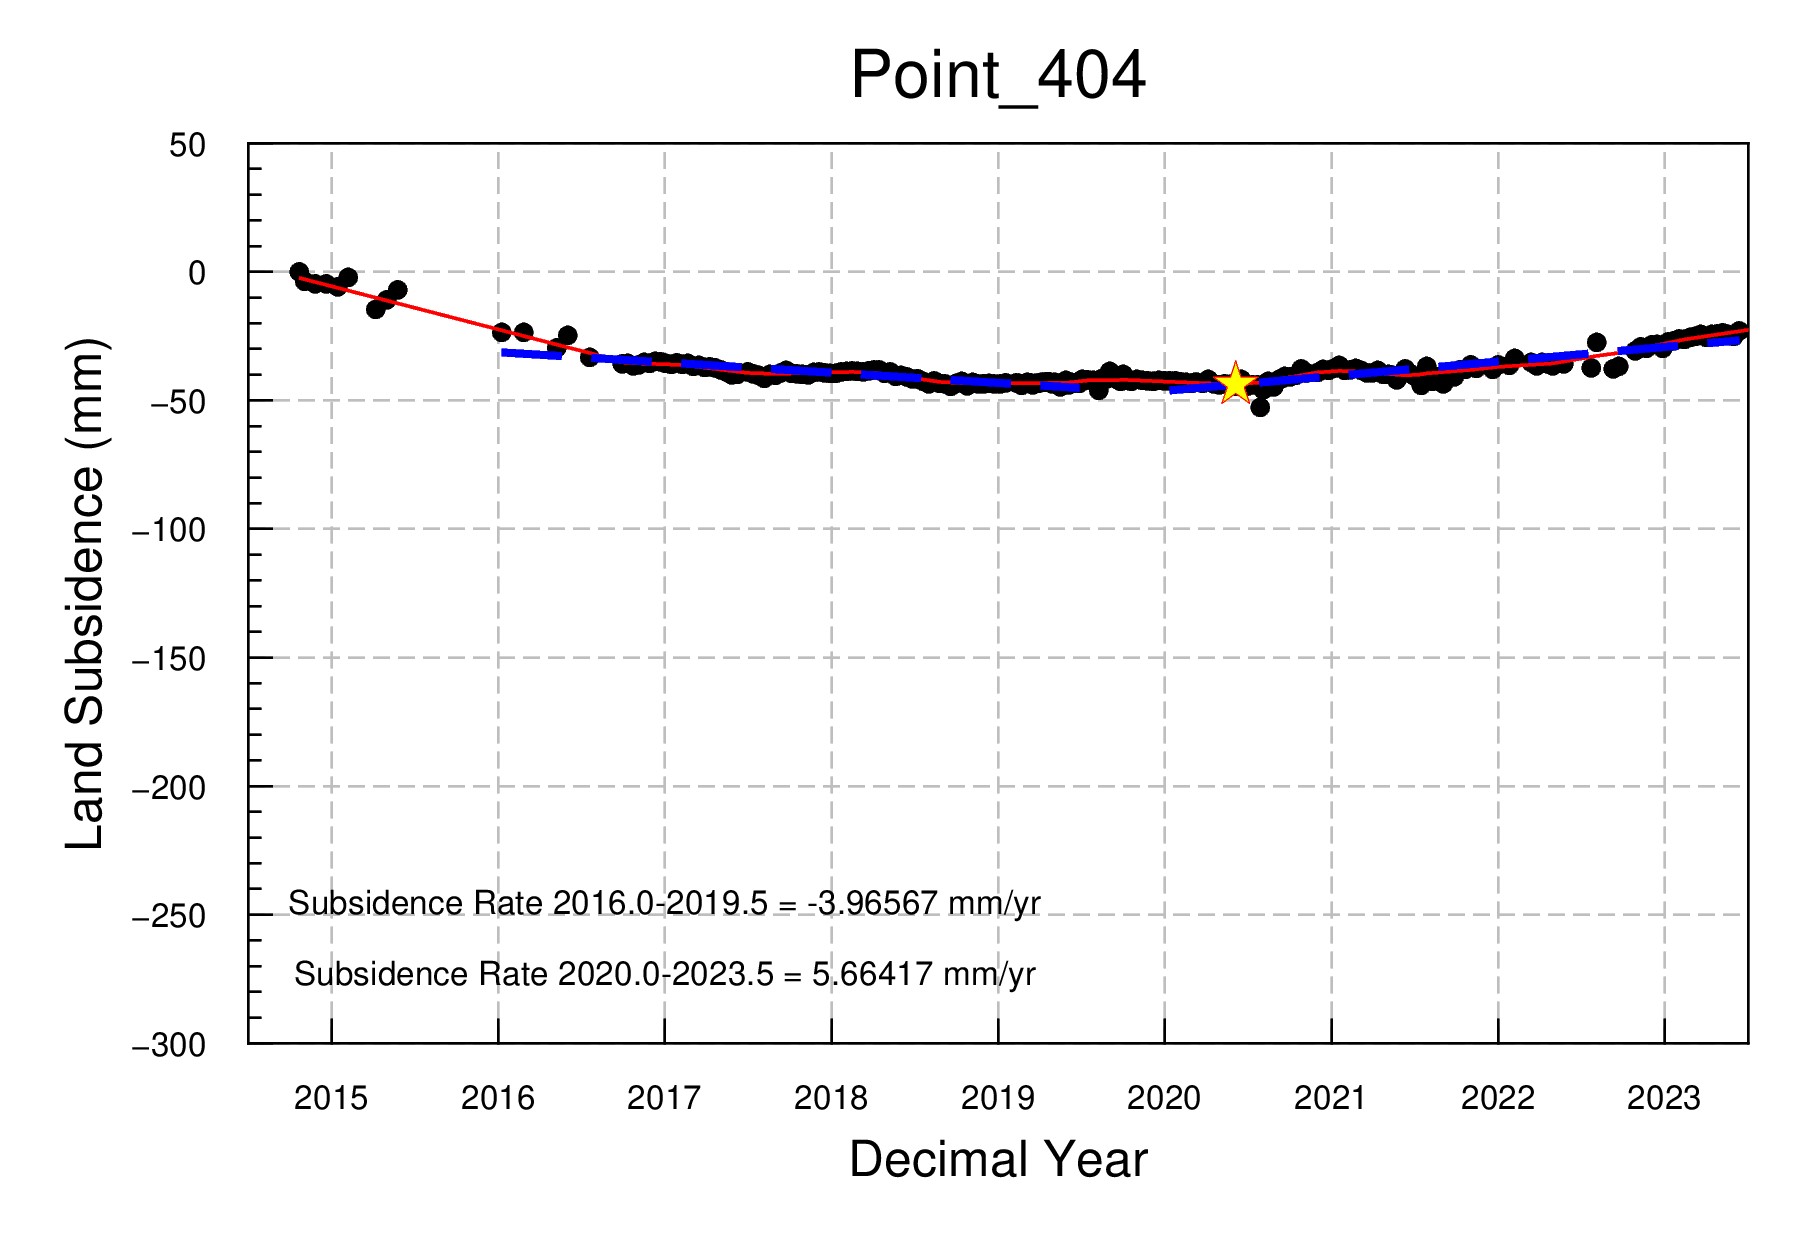 Point_404
50
0
−50
−100
−150
−200
−250
−300
Land Subsidence (mm)
Subsidence Rate 2016.0-2019.5 = -3.96567 mm/yr
Subsidence Rate 2020.0-2023.5 = 5.66417 mm/yr
2015 2016 2017 2018 2019 2020 2021 2022 2023
Decimal Year